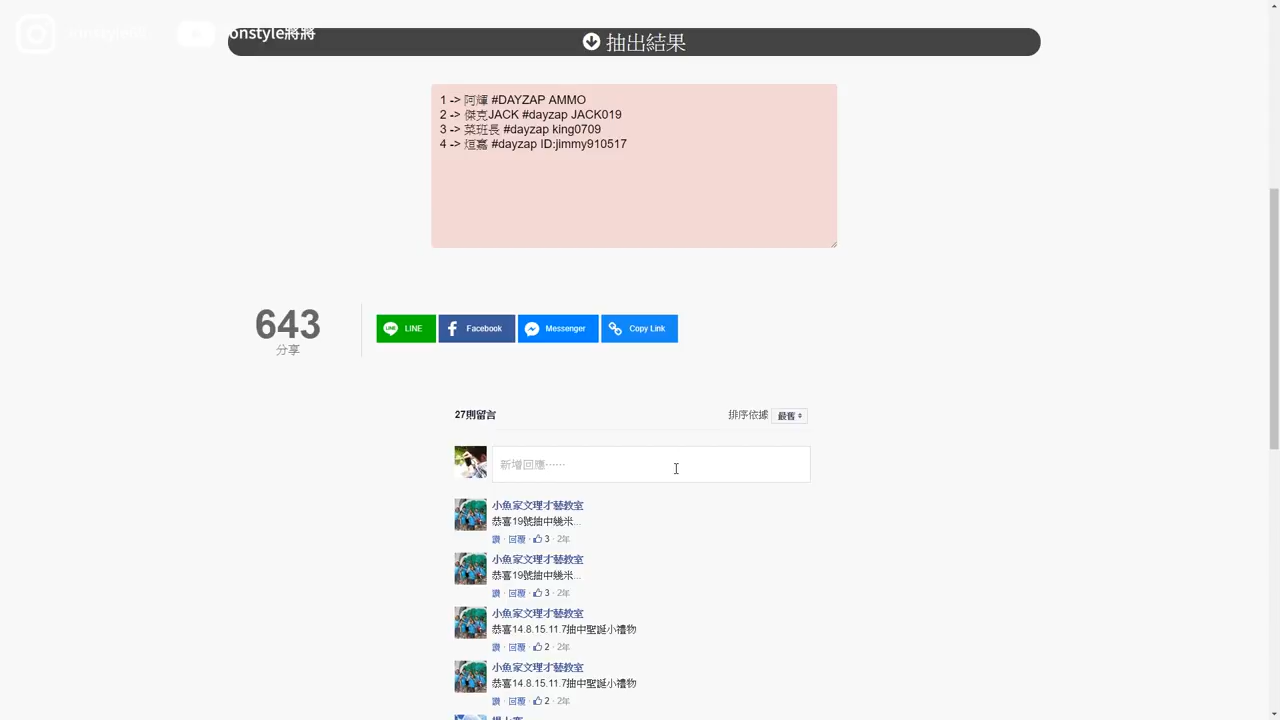 onstyle將將
抽出結果
1 -> 阿輝 #DAYZAP AMMO
2 -> 傑克JACK #dayzap JACK019
3 -> 菜班長 #dayzap king0709
4 -> 烜嘉 #dayzap ID:jimmy910517
643
分享
LINE
Facebook
Messenger
Copy Link
27則留言
排序依據 最舊
新增回應......
小魚家文理才藝教室
恭喜19號抽中幾米...
讚 · 回覆 · 3 · 2年
小魚家文理才藝教室
恭喜19號抽中幾米...
讚 · 回覆 · 3 · 2年
小魚家文理才藝教室
恭喜14.8.15.11.7抽中聖誕小禮物
讚 · 回覆 · 2 · 2年
小魚家文理才藝教室
恭喜14.8.15.11.7抽中聖誕小禮物
讚 · 回覆 · 2 · 2年